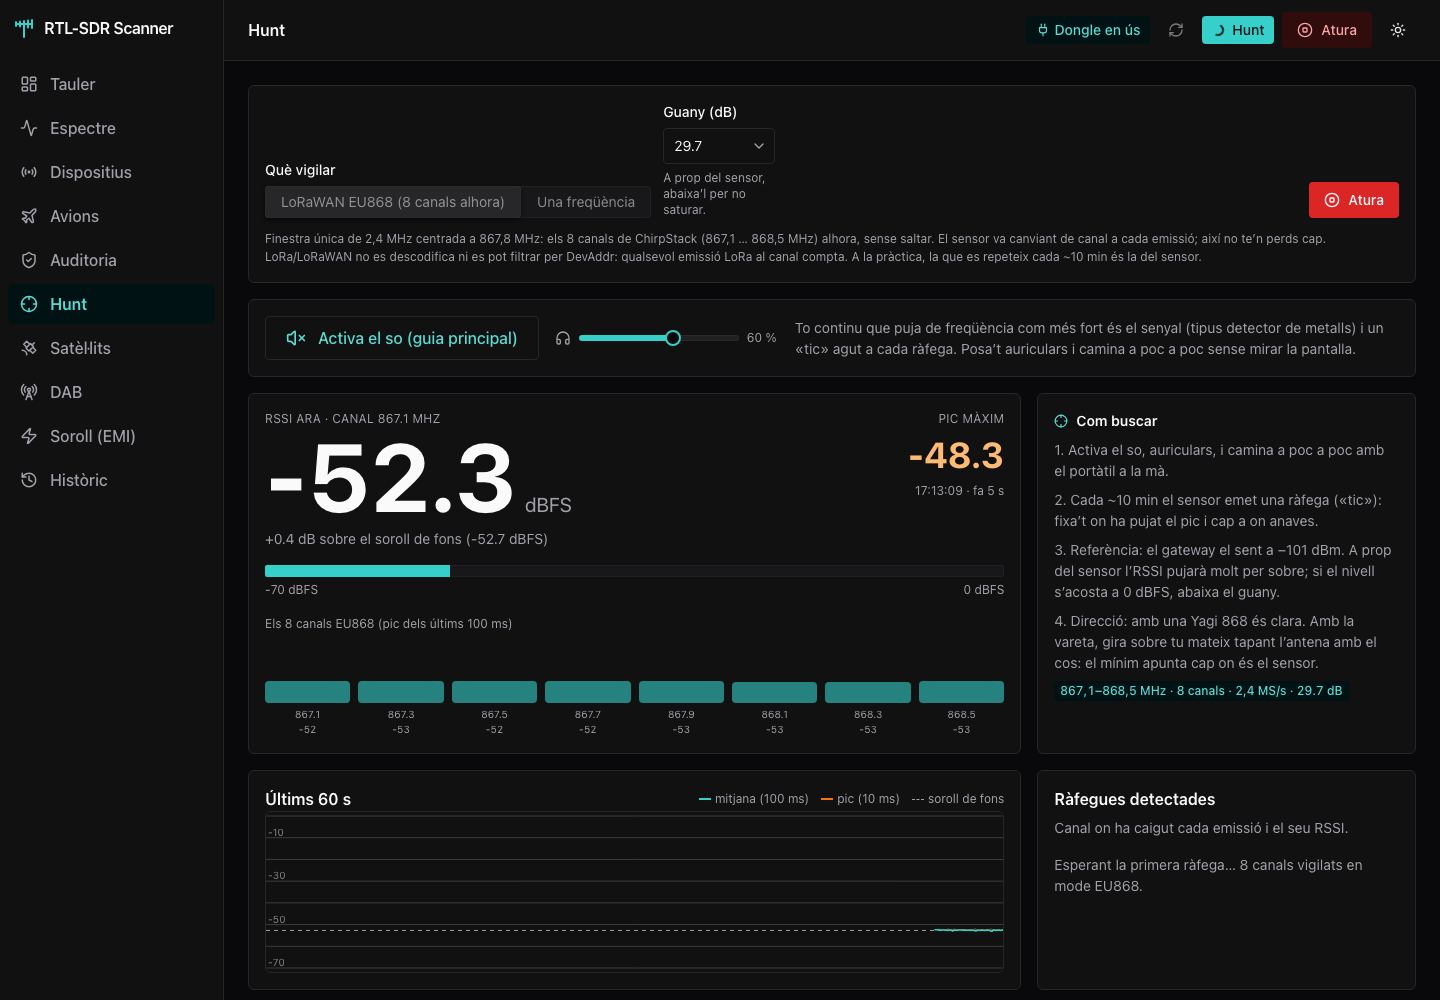 RTL-SDR Scanner
Tauler
Espectre
Dispositius
Avions
Auditoria
Hunt
Satèl·lits
DAB
Soroll (EMI)
Històric
Hunt
Dongle en ús
Hunt
Atura
Què vigilar
LoRaWAN EU868 (8 canals alhora)
Una freqüència
Guany (dB)
29.7
A prop del sensor,
abaixa'l per no
saturar.
Atura
Finestra única de 2,4 MHz centrada a 867,8 MHz: els 8 canals de ChirpStack (867,1 … 868,5 MHz) alhora, sense saltar. El sensor va canviant de canal a cada emissió; així no te'n perds cap.
LoRa/LoRaWAN no es descodifica ni es pot filtrar per DevAddr: qualsevol emissió LoRa al canal compta. A la pràctica, la que es repeteix cada ~10 min és la del sensor.
Activa el so (guia principal)
60 %
To continu que puja de freqüència com més fort és el senyal (tipus detector de metalls) i un
«tic» agut a cada ràfega. Posa't auriculars i camina a poc a poc sense mirar la pantalla.
RSSI ARA · CANAL 867.1 MHZ
-52.3 dBFS
+0.4 dB sobre el soroll de fons (-52.7 dBFS)
PIC MÀXIM
-48.3
17:13:09 · fa 5 s
-70 dBFS
0 dBFS
Els 8 canals EU868 (pic dels últims 100 ms)
867.1 867.3 867.5 867.7 867.9 868.1 868.3 868.5
-52 -53 -52 -52 -53 -53 -53 -53
Com buscar
1. Activa el so, auriculars, i camina a poc a poc amb
el portàtil a la mà.
2. Cada ~10 min el sensor emet una ràfega («tic»):
fixa't on ha pujat el pic i cap a on anaves.
3. Referència: el gateway el sent a −101 dBm. A prop
del sensor l'RSSI pujarà molt per sobre; si el nivell
s'acosta a 0 dBFS, abaixa el guany.
4. Direcció: amb una Yagi 868 és clara. Amb la
vareta, gira sobre tu mateix tapant l'antena amb el
cos: el mínim apunta cap on és el sensor.
867,1–868,5 MHz · 8 canals · 2,4 MS/s · 29.7 dB
Últims 60 s
mitjana (100 ms)
pic (10 ms)
--- soroll de fons
-10
-30
-50
-70
Ràfegues detectades
Canal on ha caigut cada emissió i el seu RSSI.
Esperant la primera ràfega… 8 canals vigilats en
mode EU868.